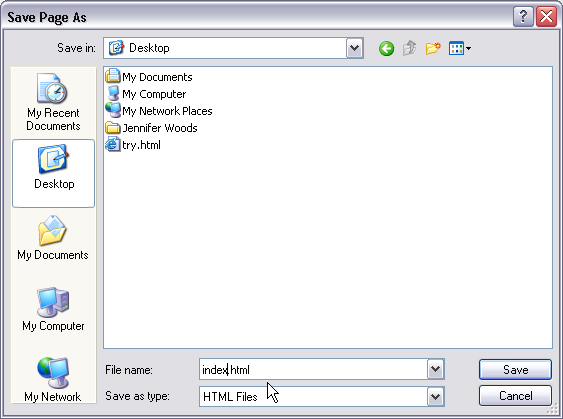 Save Page As
Save in: Desktop
My Recent
Documents
Desktop
My Documents
My Computer
My Network
My Documents
My Computer
My Network Places
Jennifer Woods
try.html
File name: index.html Save
Save as type: HTML Files Cancel